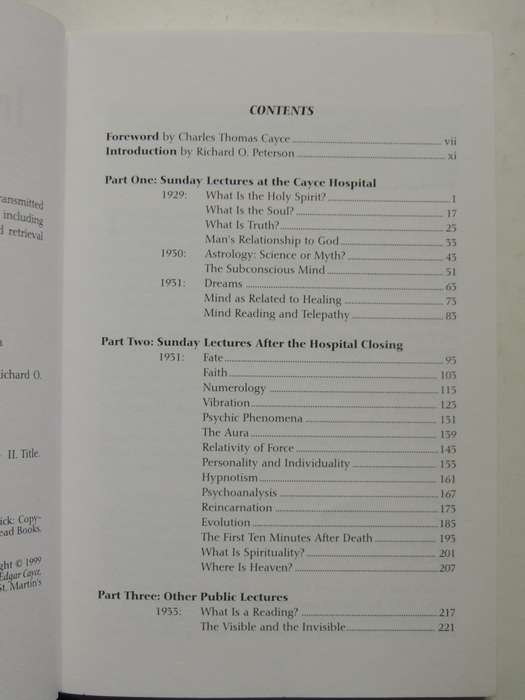 CONTENTS
Foreword by Charles Thomas Cayce vii
Introduction by Richard O. Peterson xi
Part One: Sunday Lectures at the Cayce Hospital
1929: What Is the Holy Spirit? 1
What Is the Soul? 17
What Is Truth? 25
Man's Relationship to God 33
1930: Astrology: Science or Myth? 43
The Subconscious Mind 51
1931: Dreams 63
Mind as Related to Healing 73
Mind Reading and Telepathy 83
Part Two: Sunday Lectures After the Hospital Closing
1931: Fate 93
Faith 103
Numerology 113
Vibration 123
Psychic Phenomena 131
The Aura 139
Relativity of Force 143
Personality and Individuality 153
Hypnotism 161
Psychoanalysis 167
Reincarnation 175
Evolution 185
The First Ten Minutes After Death 193
What Is Spirituality? 201
Where Is Heaven? 207
Part Three: Other Public Lectures
1933: What Is a Reading? 217
The Visible and the Invisible 221
ansmitted
including
retrieval
ichard O.
II. Title.
ick: Copy-
ead Books.
ght © 1999
Edgar Cayce,
St. Martin's